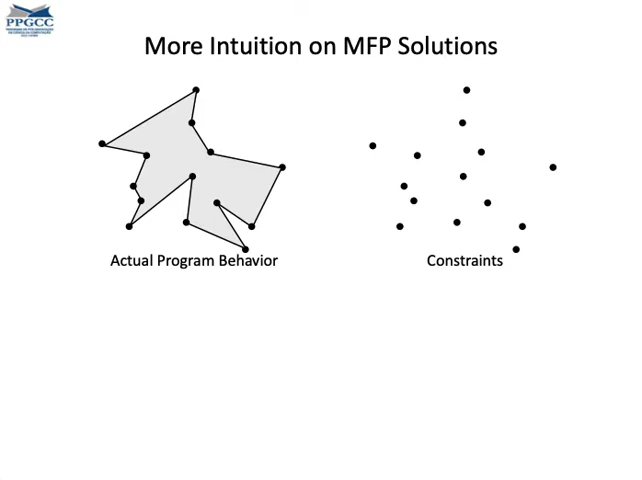 PPGCC
More Intuition on MFP Solutions
Actual Program Behavior
Constraints